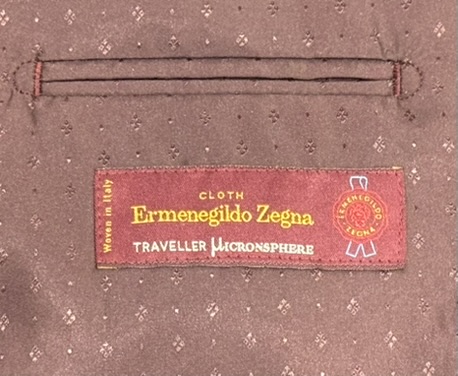 Woven in Italy
CLOTH
Ermenegildo Zegna
TRAVELLER μICRONSPHERE
ERMENEGILDO
ZEGNA